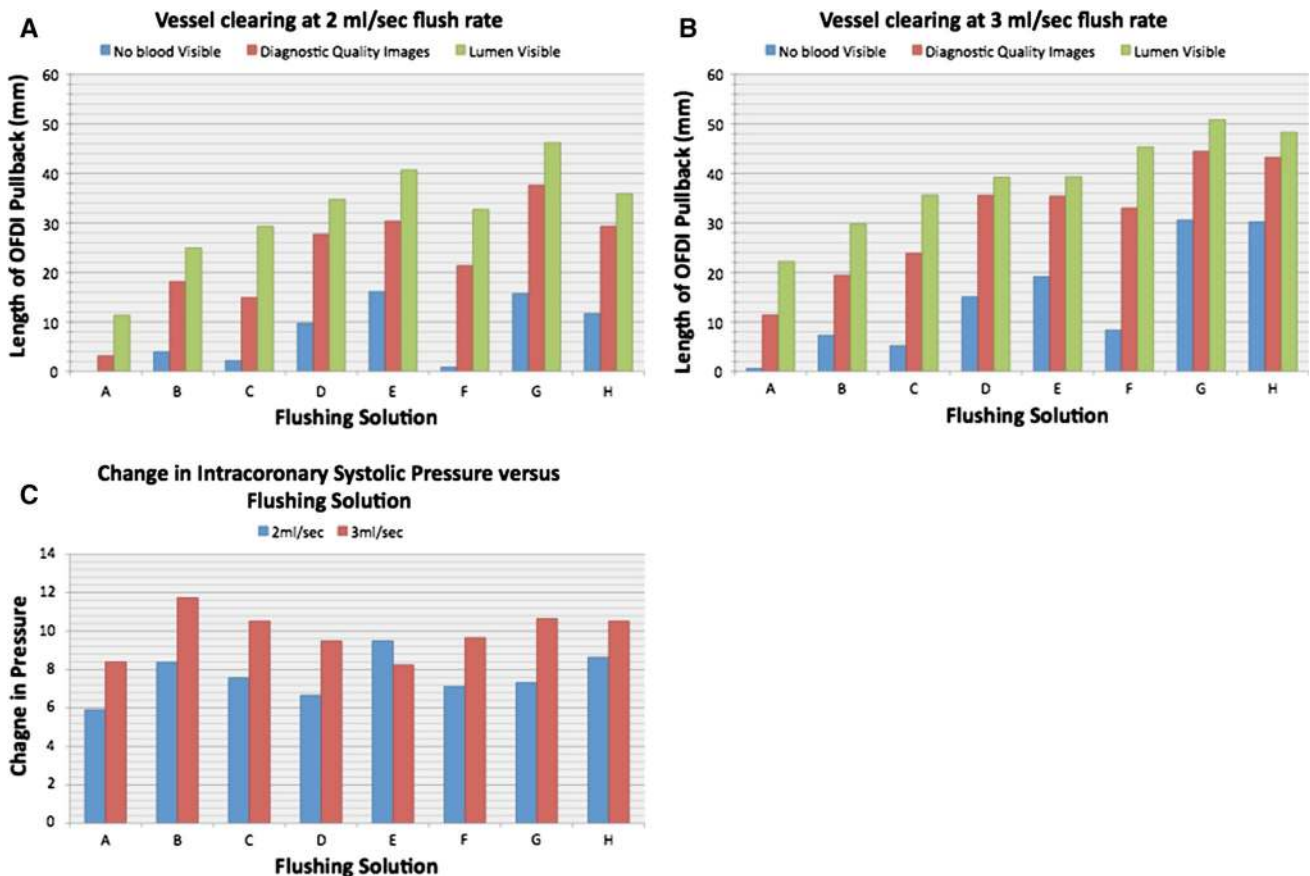 A
Vessel clearing at 2 ml/sec flush rate
No blood Visible Diagnostic Quality Images Lumen Visible
Length of OFDI Pullback (mm)
60
50
40
30
20
10
0
A B C D E F G H
Flushing Solution
B
Vessel clearing at 3 ml/sec flush rate
No blood Visible Diagnostic Quality Images Lumen Visible
Length of OFDI Pullback (mm)
60
50
40
30
20
10
0
A B C D E F G H
Flushing Solution
C
Change in Intracoronary Systolic Pressure versus
Flushing Solution
2ml/sec 3ml/sec
Chagne in Pressure
14
12
10
8
6
4
2
0
A B C D E F G H
Flushing Solution